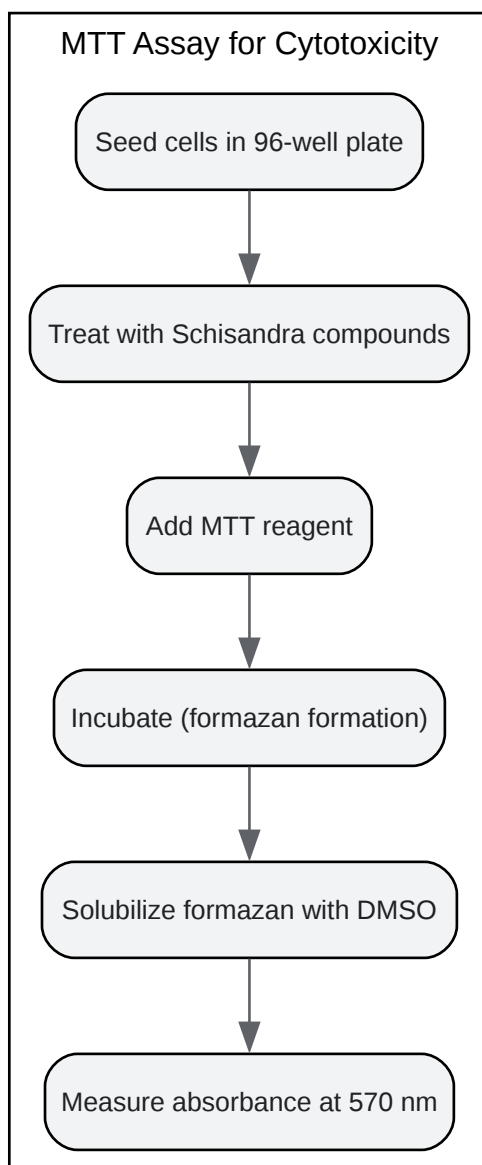 MTT Assay for Cytotoxicity
Seed cells in 96-well plate
Treat with Schisandra compounds
Add MTT reagent
Incubate (formazan formation)
Solubilize formazan with DMSO
Measure absorbance at 570 nm